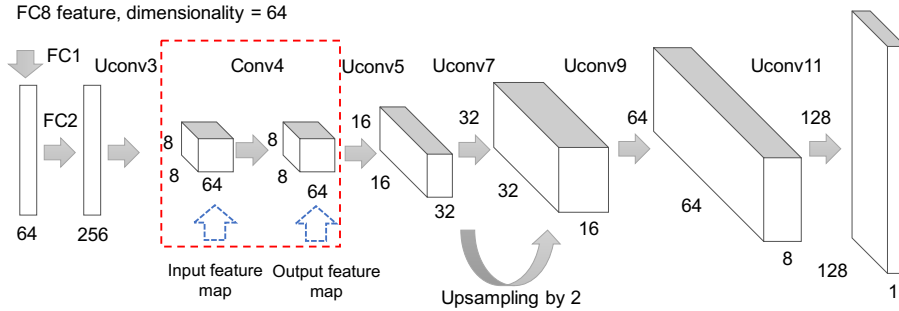 FC8 feature, dimensionality = 64
FC1
Uconv3
Conv4
Uconv5
Uconv7
Uconv9
Uconv11
FC2
64
256
8
8
64
8
8
64
16
16
32
32
32
16
64
64
8
128
128
1
Input feature
map
Output feature
map
Upsampling by 2